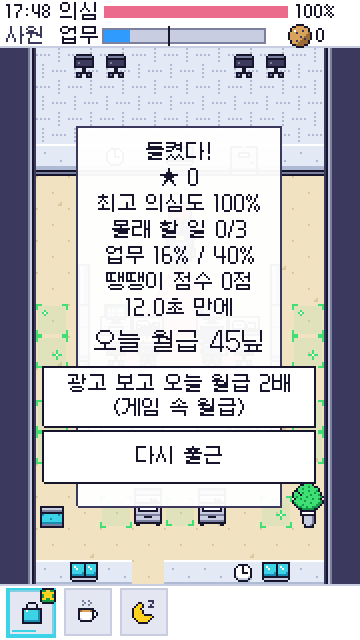 17:48 의심 100%
사원 업무 0
들켰다!
★ 0
최고 의심도 100%
몰래 할 일 0/3
업무 16% / 40%
땡땡이 점수 0점
12.0초 만에
오늘 월급 45닢
광고 보고 오늘 월급 2배
(게임 속 월급)
다시 출근